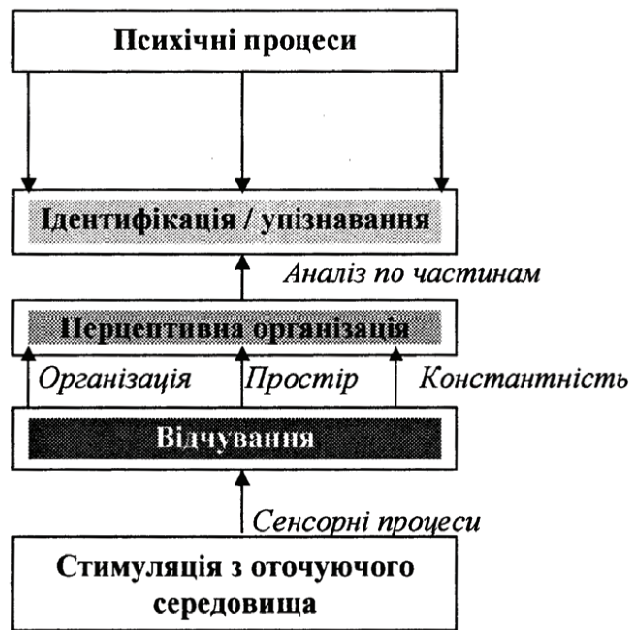 Психічні процеси
Ідентифікація / упізнавання
Аналіз по частинам
Перцептивна організація
Організація Простір Константність
Відчування
Сенсорні процеси
Стимуляція з оточуючого
середовища